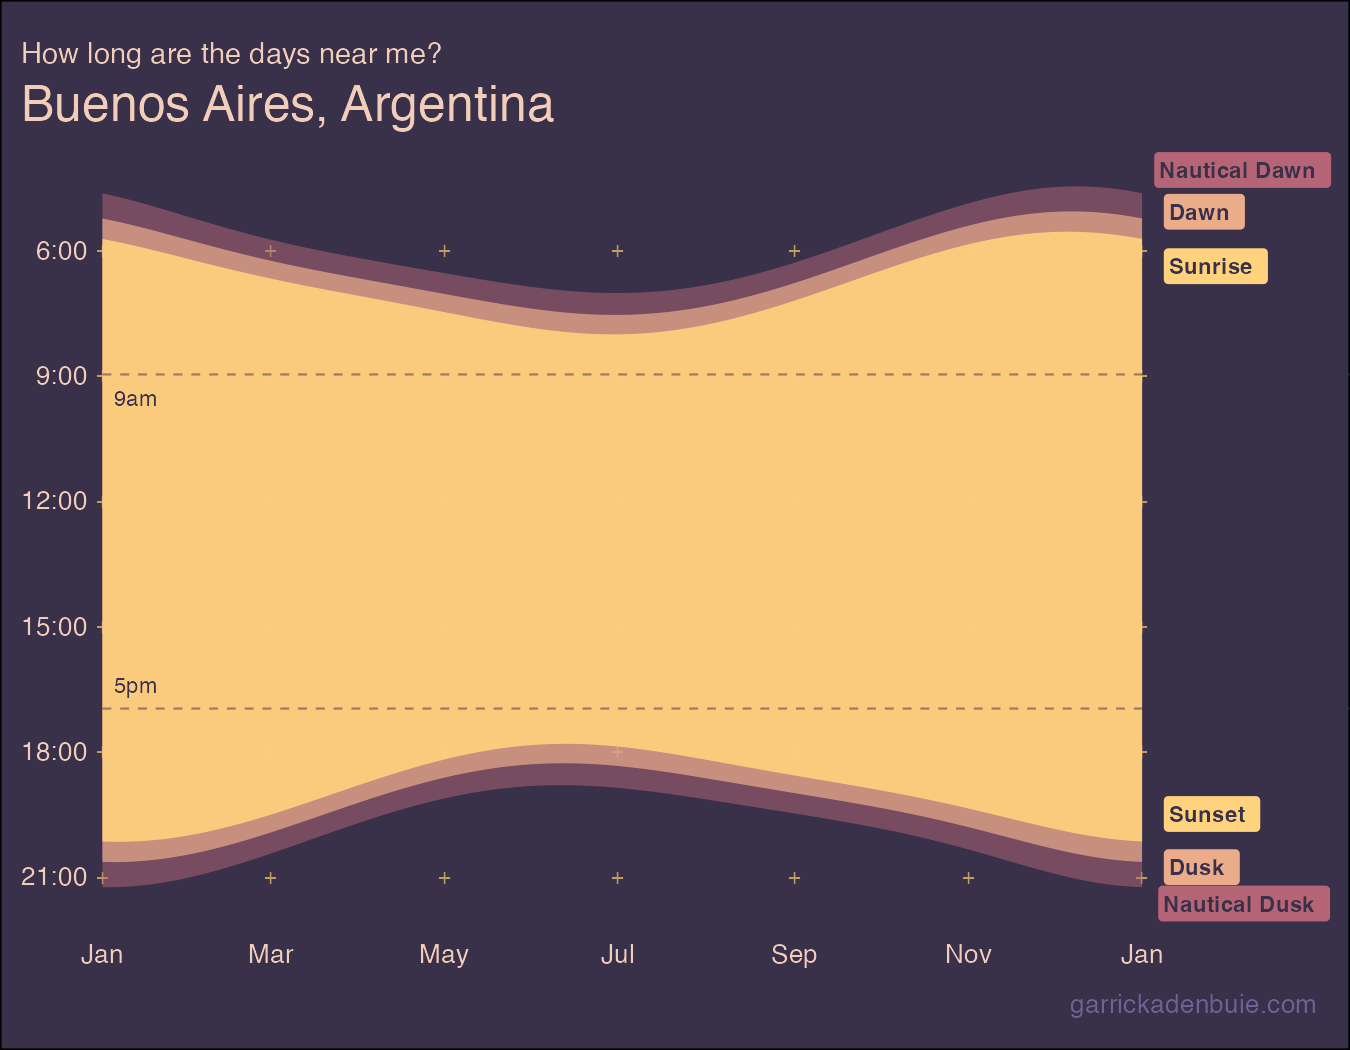 How long are the days near me?
Buenos Aires, Argentina
Nautical Dawn
Dawn
6:00
Sunrise
9:00
9am
12:00
15:00
5pm
18:00
Sunset
Dusk
21:00
Nautical Dusk
Jan Mar May Jul Sep Nov Jan
garrickadenbuie.com